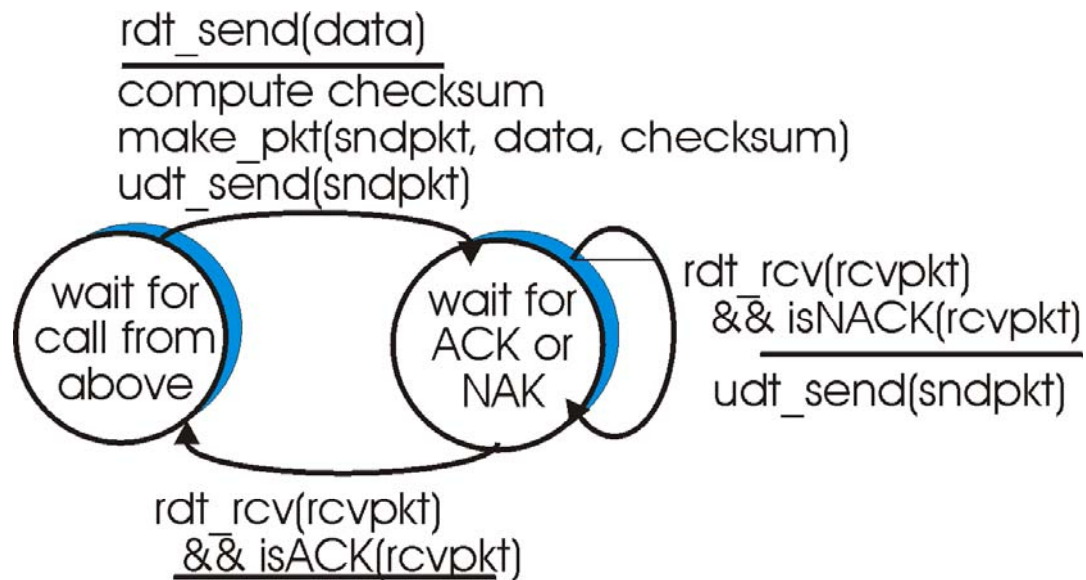 rdt_send(data)
compute checksum
make_pkt(sndpkt, data, checksum)
udt_send(sndpkt)
wait for
call from
above
wait for
ACK or
NAK
rdt_rcv(rcvpkt)
&& isNACK(rcvpkt)
udt_send(sndpkt)
rdt_rcv(rcvpkt)
&& isACK(rcvpkt)